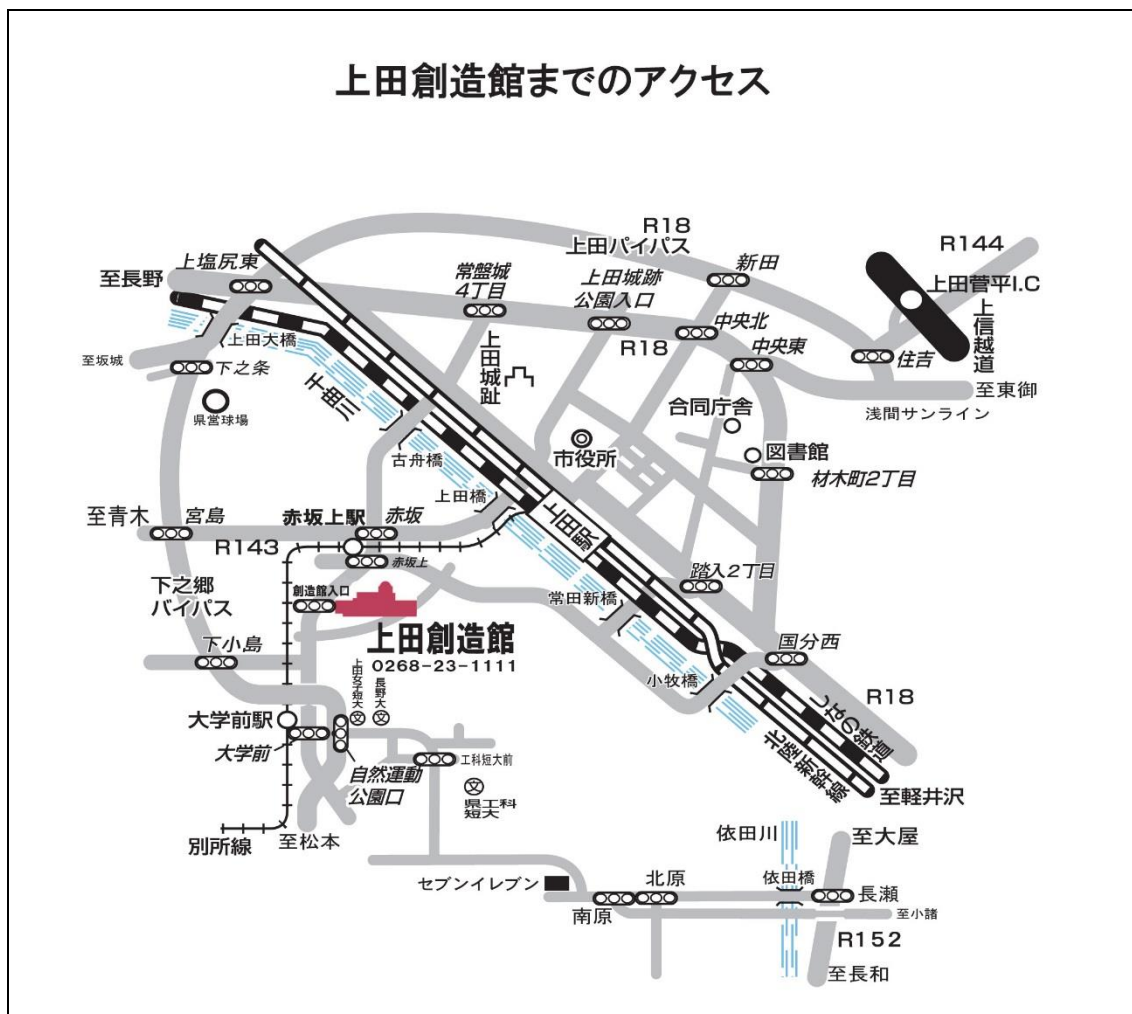 上田創造館までのアクセス
R18
上田バイパス
新田
R144
上田菅平I.C
上信越道
至長野
上塩尻東
常盤城
4丁目
上田城跡
公園入口
R18
中央北
中央東
住吉
至東御
浅間サンライン
上田大橋
至坂城
下之条
県営球場
千曲川
上田城趾
合同庁舎
図書館
市役所
材木町2丁目
古舟橋
上田橋
上田駅
至青木
宮島
赤坂上駅
赤坂
R143
赤坂上
踏入2丁目
下之郷
バイパス
創造館入口
常田新橋
上田創造館
0268-23-1111
下小島
国分西
小牧橋
R18
上田女子短大
文
長野大
文
大学前駅
大学前
自然運動
公園口
工科短大前
文
県工科
短大
しなの鉄道
北陸新幹線
至軽井沢
別所線
至松本
依田川
至大屋
セブンイレブン
北原
依田橋
長瀬
南原
至小諸
R152
至長和